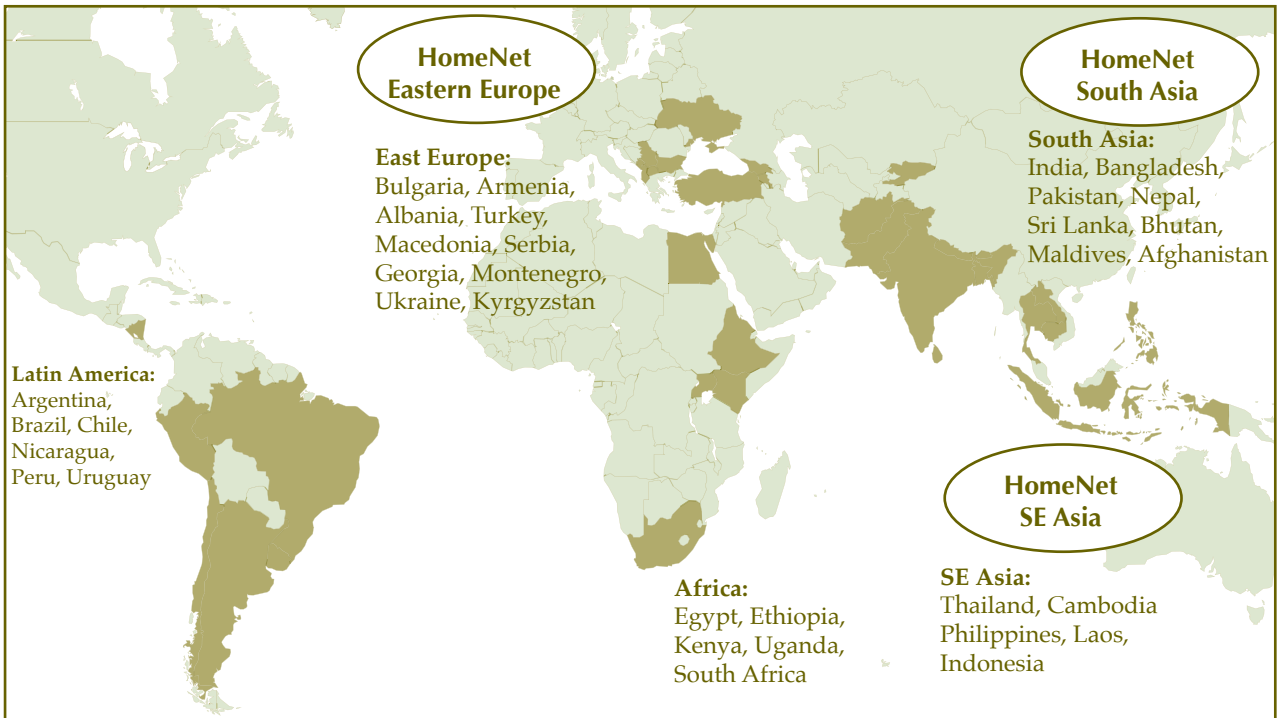 HomeNet
Eastern Europe
East Europe:
Bulgaria, Armenia,
Albania, Turkey,
Macedonia, Serbia,
Georgia, Montenegro,
Ukraine, Kyrgyzstan
HomeNet
South Asia
South Asia:
India, Bangladesh,
Pakistan, Nepal,
Sri Lanka, Bhutan,
Maldives, Afghanistan
Latin America:
Argentina,
Brazil, Chile,
Nicaragua,
Peru, Uruguay
Africa:
Egypt, Ethiopia,
Kenya, Uganda,
South Africa
HomeNet
SE Asia
SE Asia:
Thailand, Cambodia
Philippines, Laos,
Indonesia